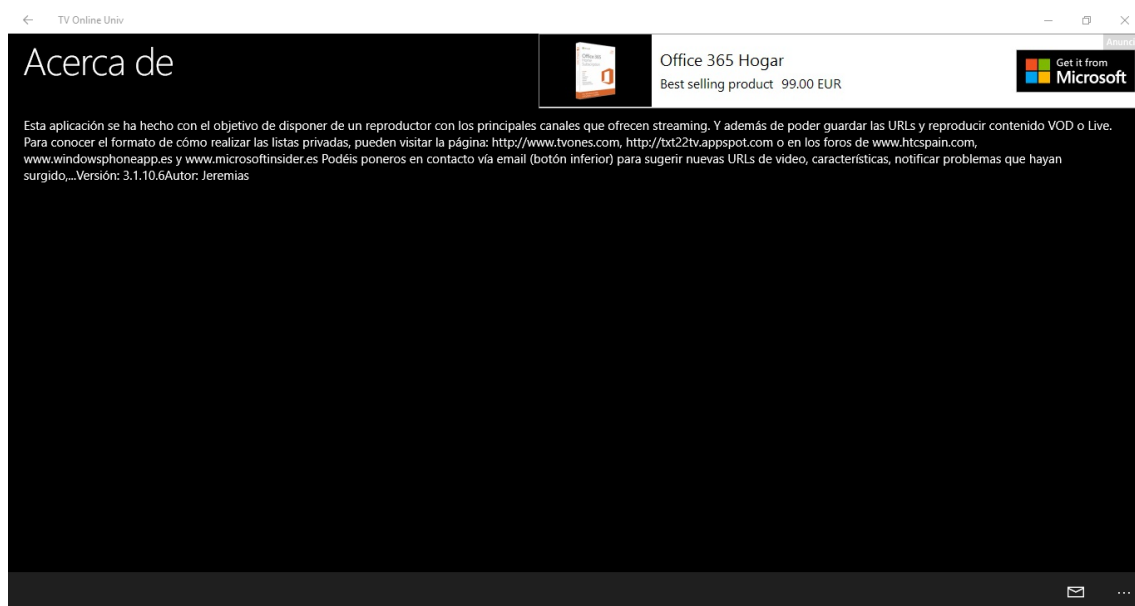 TV Online Univ
Acerca de
Office 365 Hogar
Best selling product 99.00 EUR
Get it from
Microsoft
Esta aplicación se ha hecho con el objetivo de disponer de un reproductor con los principales canales que ofrecen streaming. Y además de poder guardar las URLs y reproducir contenido VOD o Live.
Para conocer el formato de cómo realizar las listas privadas, pueden visitar la página: http://www.tvones.com, http://txt22tv.appspot.com o en los foros de www.htcspain.com,
www.windowsphoneapp.es y www.microsoftinsider.es Podéis poneros en contacto vía email (botón inferior) para sugerir nuevas URLs de video, características, notificar problemas que hayan
surgido,...Versión: 3.1.10.6Autor: Jeremias